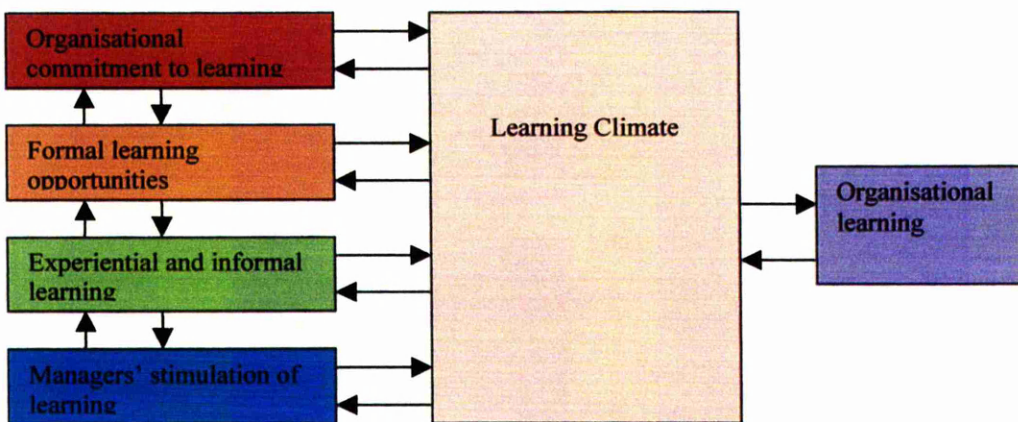 Organisational
commitment to learning
Formal learning
opportunities
Experiential and informal
learning
Managers' stimulation of
learning
Learning Climate
Organisational
learning